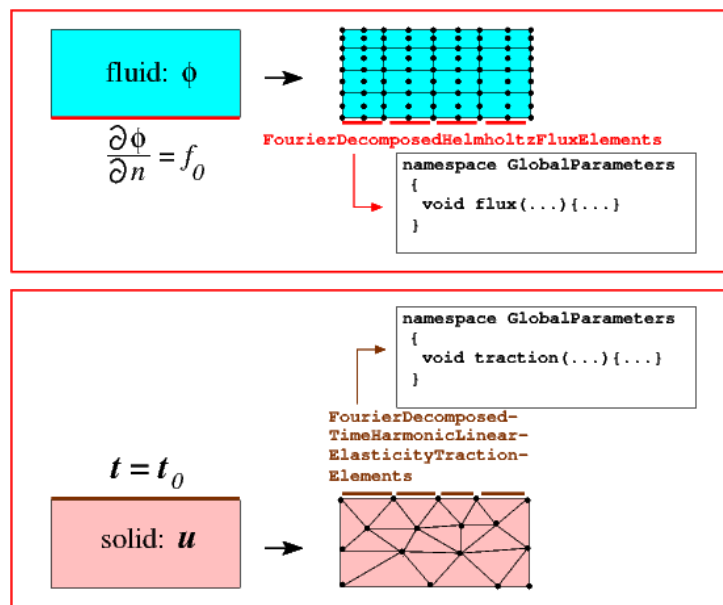 fluid: ϕ
∂ϕ/∂n = f0
FourierDecomposedHelmholtzFluxElements
namespace GlobalParameters
{
void flux(...){...}
}
namespace GlobalParameters
{
void traction(...){...}
}
FourierDecomposed-
TimeHarmonicLinear-
ElasticityTraction-
Elements
t = t0
solid: u